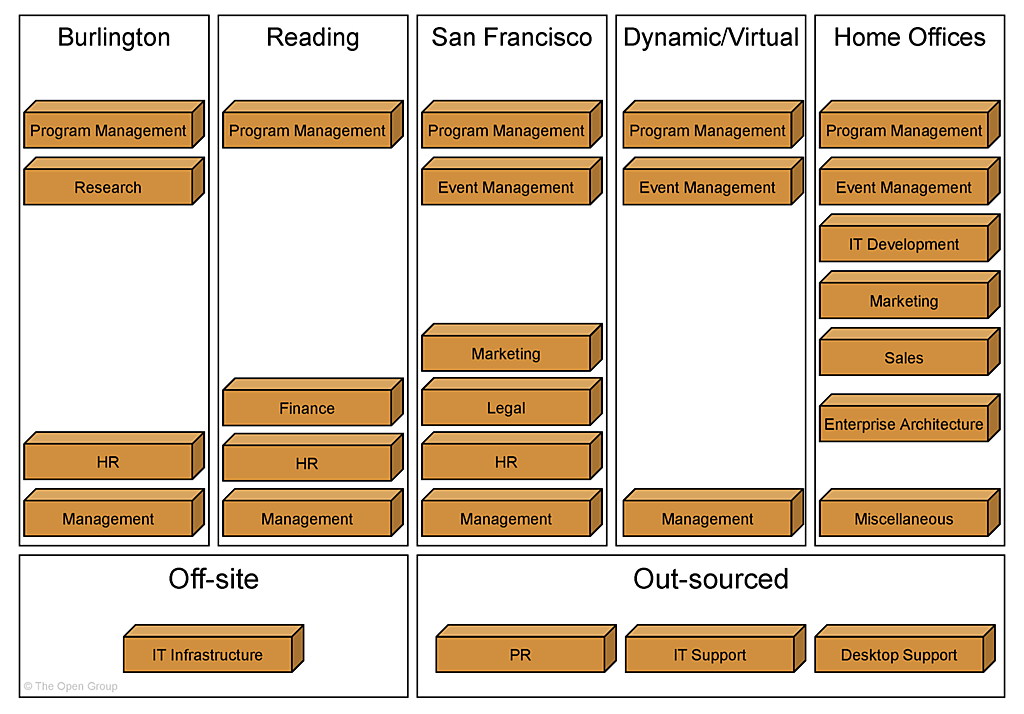 Burlington
Program Management
Research
HR
Management
Reading
Program Management
Finance
HR
Management
San Francisco
Program Management
Event Management
Marketing
Legal
HR
Management
Dynamic/Virtual
Program Management
Event Management
Management
Home Offices
Program Management
Event Management
IT Development
Marketing
Sales
Enterprise Architecture
Miscellaneous
Off-site
IT Infrastructure
© The Open Group
Out-sourced
PR
IT Support
Desktop Support